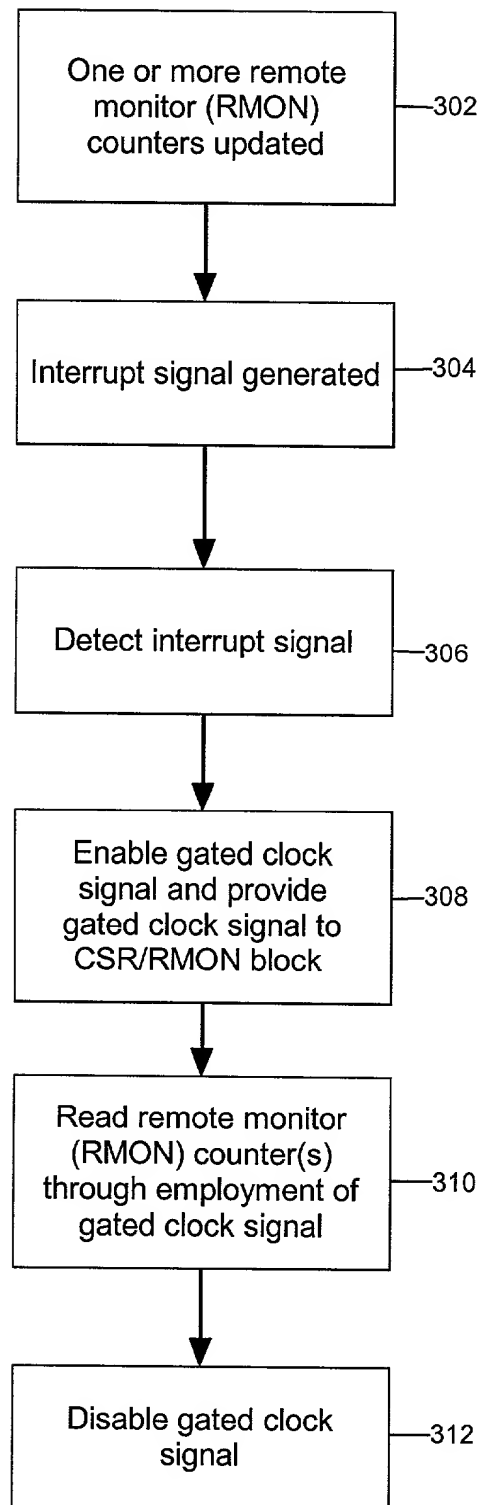 One or more remote
monitor (RMON)
counters updated
302
Interrupt signal generated
304
Detect interrupt signal
306
Enable gated clock
signal and provide
gated clock signal to
CSR/RMON block
308
Read remote monitor
(RMON) counter(s)
through employment of
gated clock signal
310
Disable gated clock
signal
312